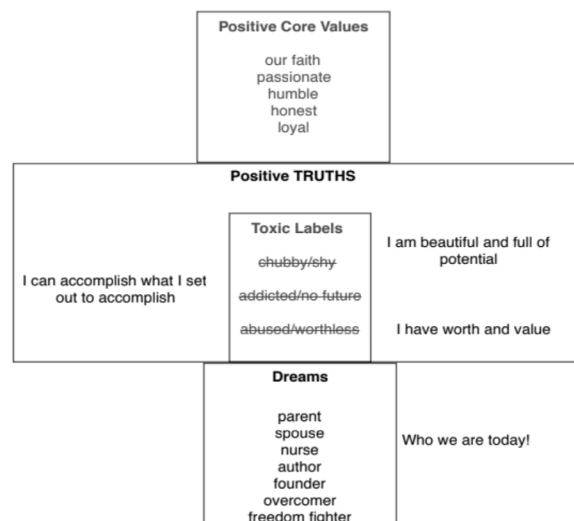 Positive Core Values
our faith
passionate
humble
honest
loyal
Positive TRUTHS
I can accomplish what I set
out to accomplish
Toxic Labels
chubby/shy
addicted/no future
abused/worthless
I am beautiful and full of
potential
I have worth and value
Dreams
parent
spouse
nurse
author
founder
overcomer
freedom fighter
Who we are today!